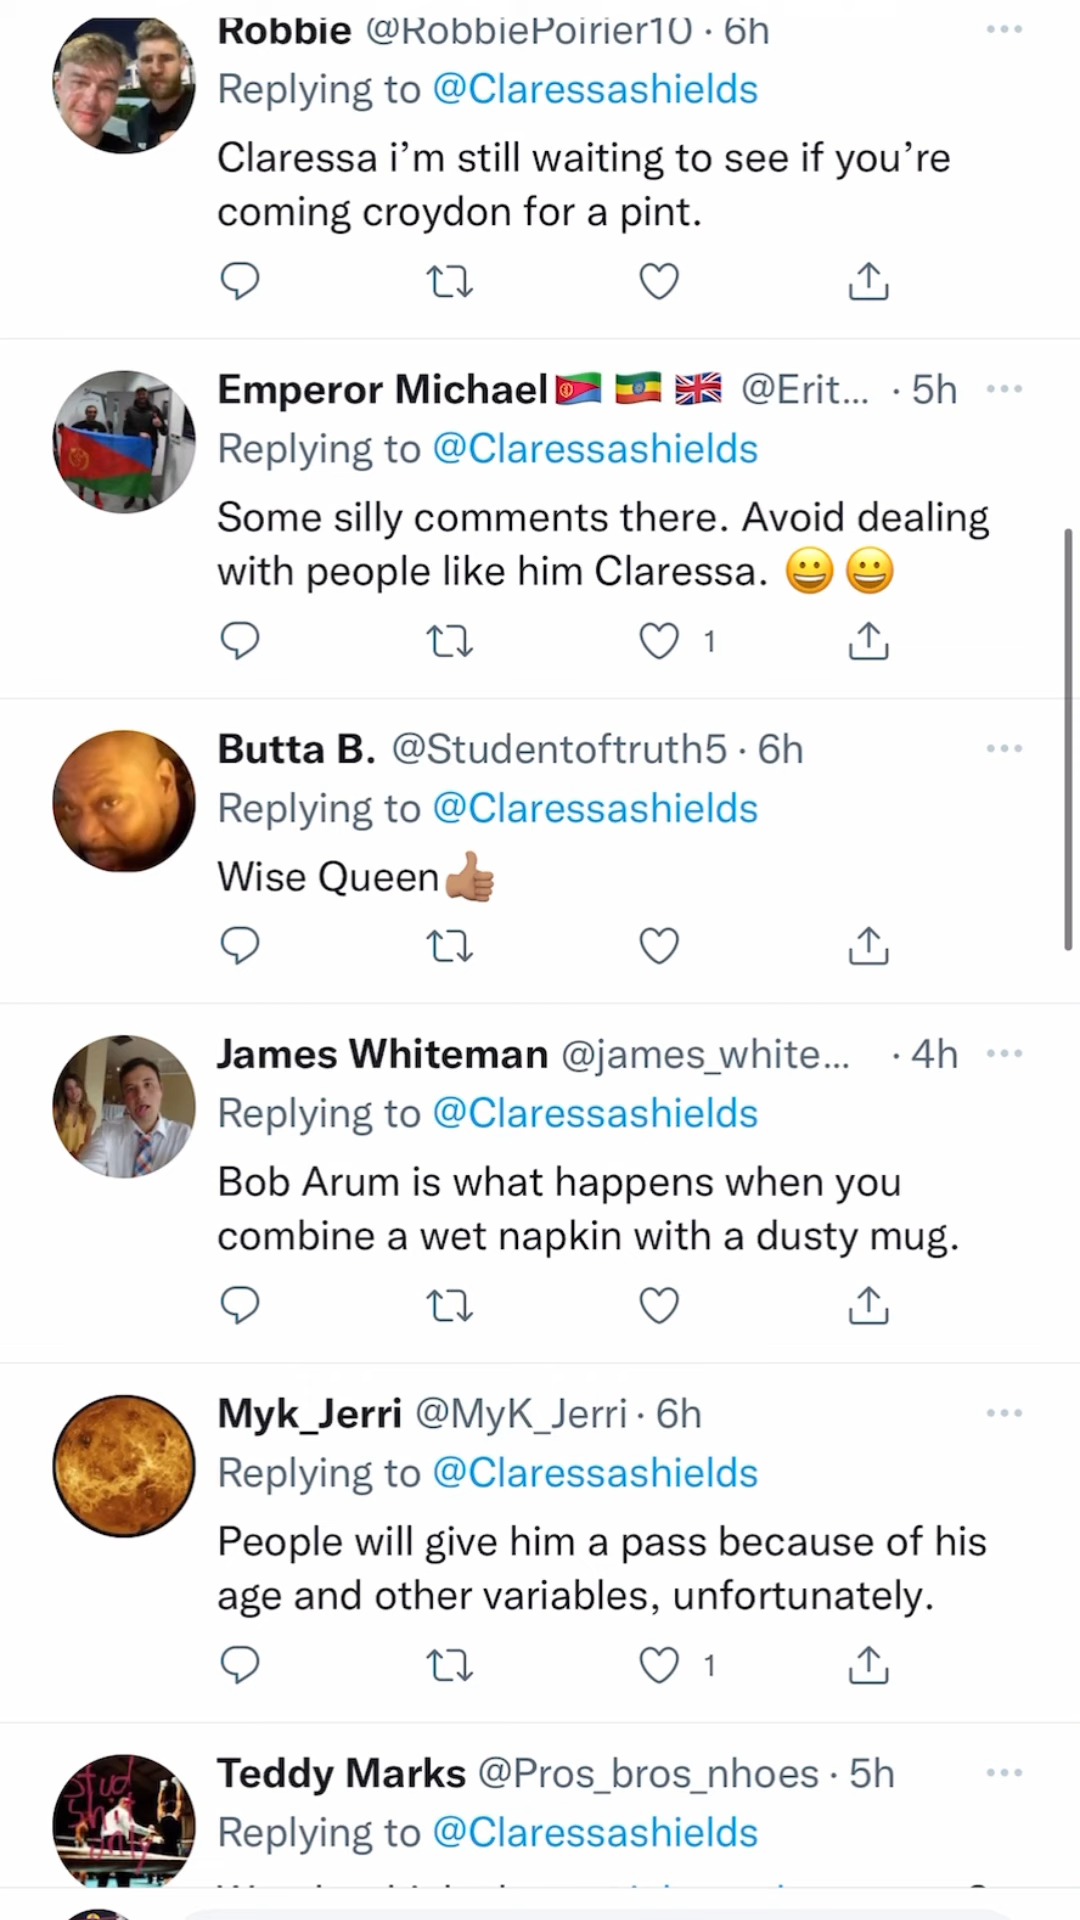 Robbie @RobbiePoirier10 · 6h
Replying to @Claressashields
Claressa i’m still waiting to see if you’re
coming croydon for a pint.
Emperor Michael🇪🇷 🇪🇹 🇬🇧 @Erit... · 5h
Replying to @Claressashields
Some silly comments there. Avoid dealing
with people like him Claressa. 😀😀
1
Butta B. @Studentoftruth5 · 6h
Replying to @Claressashields
Wise Queen👍🏽
James Whiteman @james_white... · 4h
Replying to @Claressashields
Bob Arum is what happens when you
combine a wet napkin with a dusty mug.
Myk_Jerri @MyK_Jerri · 6h
Replying to @Claressashields
People will give him a pass because of his
age and other variables, unfortunately.
1
Teddy Marks @Pros_bros_nhoes · 5h
Stud
Shit
only
Replying to @Claressashields